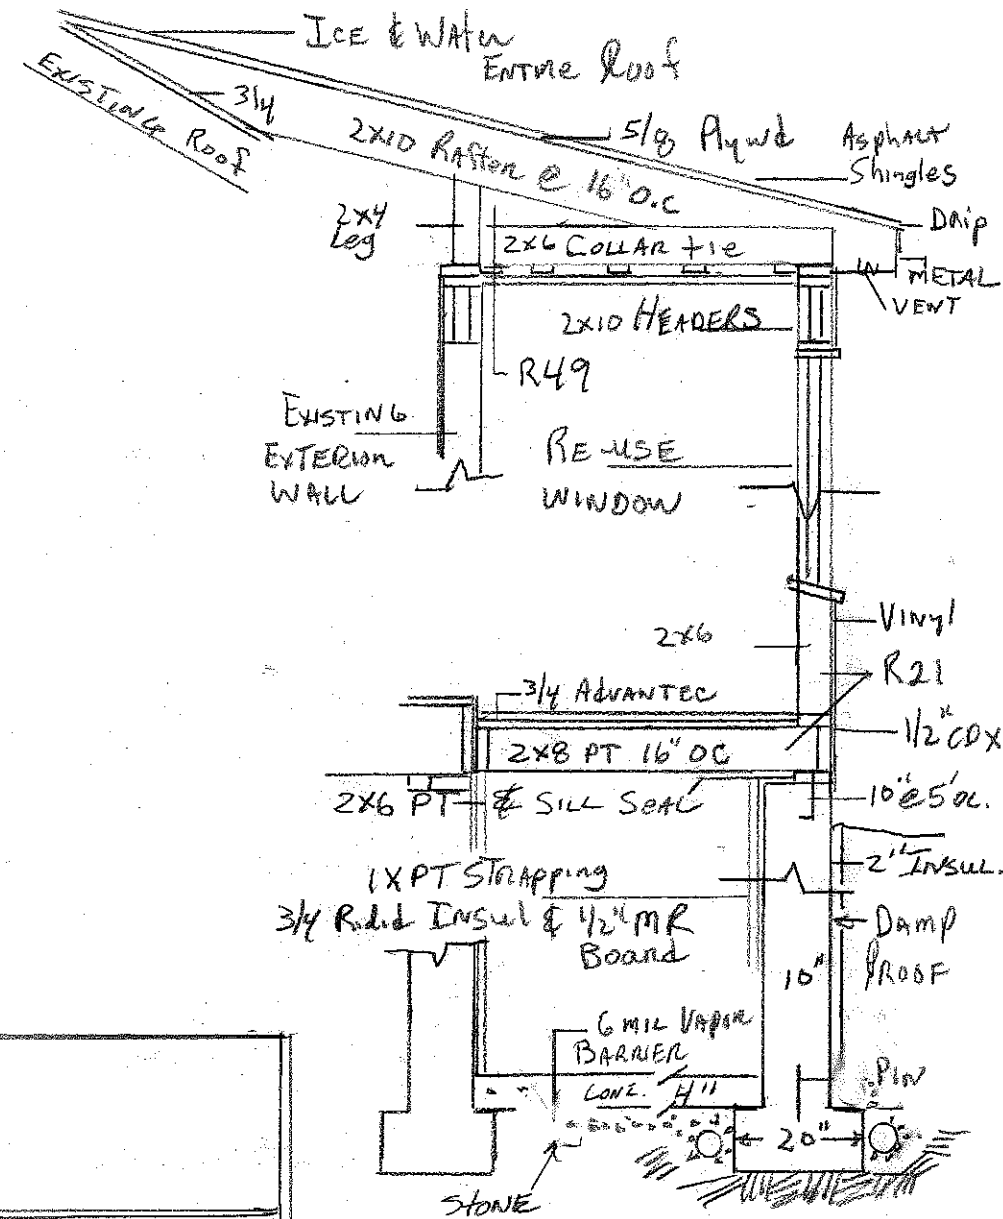 ICE & WATER
ENTIRE ROOF
EXISTING ROOF
3/4
5/8 Plywd
Asphalt
Shingles
2X10 Rafter @ 16" O.C
2x4
Leg
2x6 COLLAR tie
DRIP
METAL
VENT
2X10 HEADERS
R49
EXISTING
EXTERIOR
WALL
RE-USE
WINDOW
2x6
VINYL
R21
3/4 ADVANTEC
1/2" CDX
2X8 PT 16" OC
2X6 PT & SILL SEAL
10" @ 5' OC.
2" INSUL.
1X PT STRAPPING
3/4 Ridid INSUL & 1/2" MR
Board
DAMP
PROOF
10"
6 MIL VAPOR
BARRIER
CONC. 4"
PIN
20"
STONE